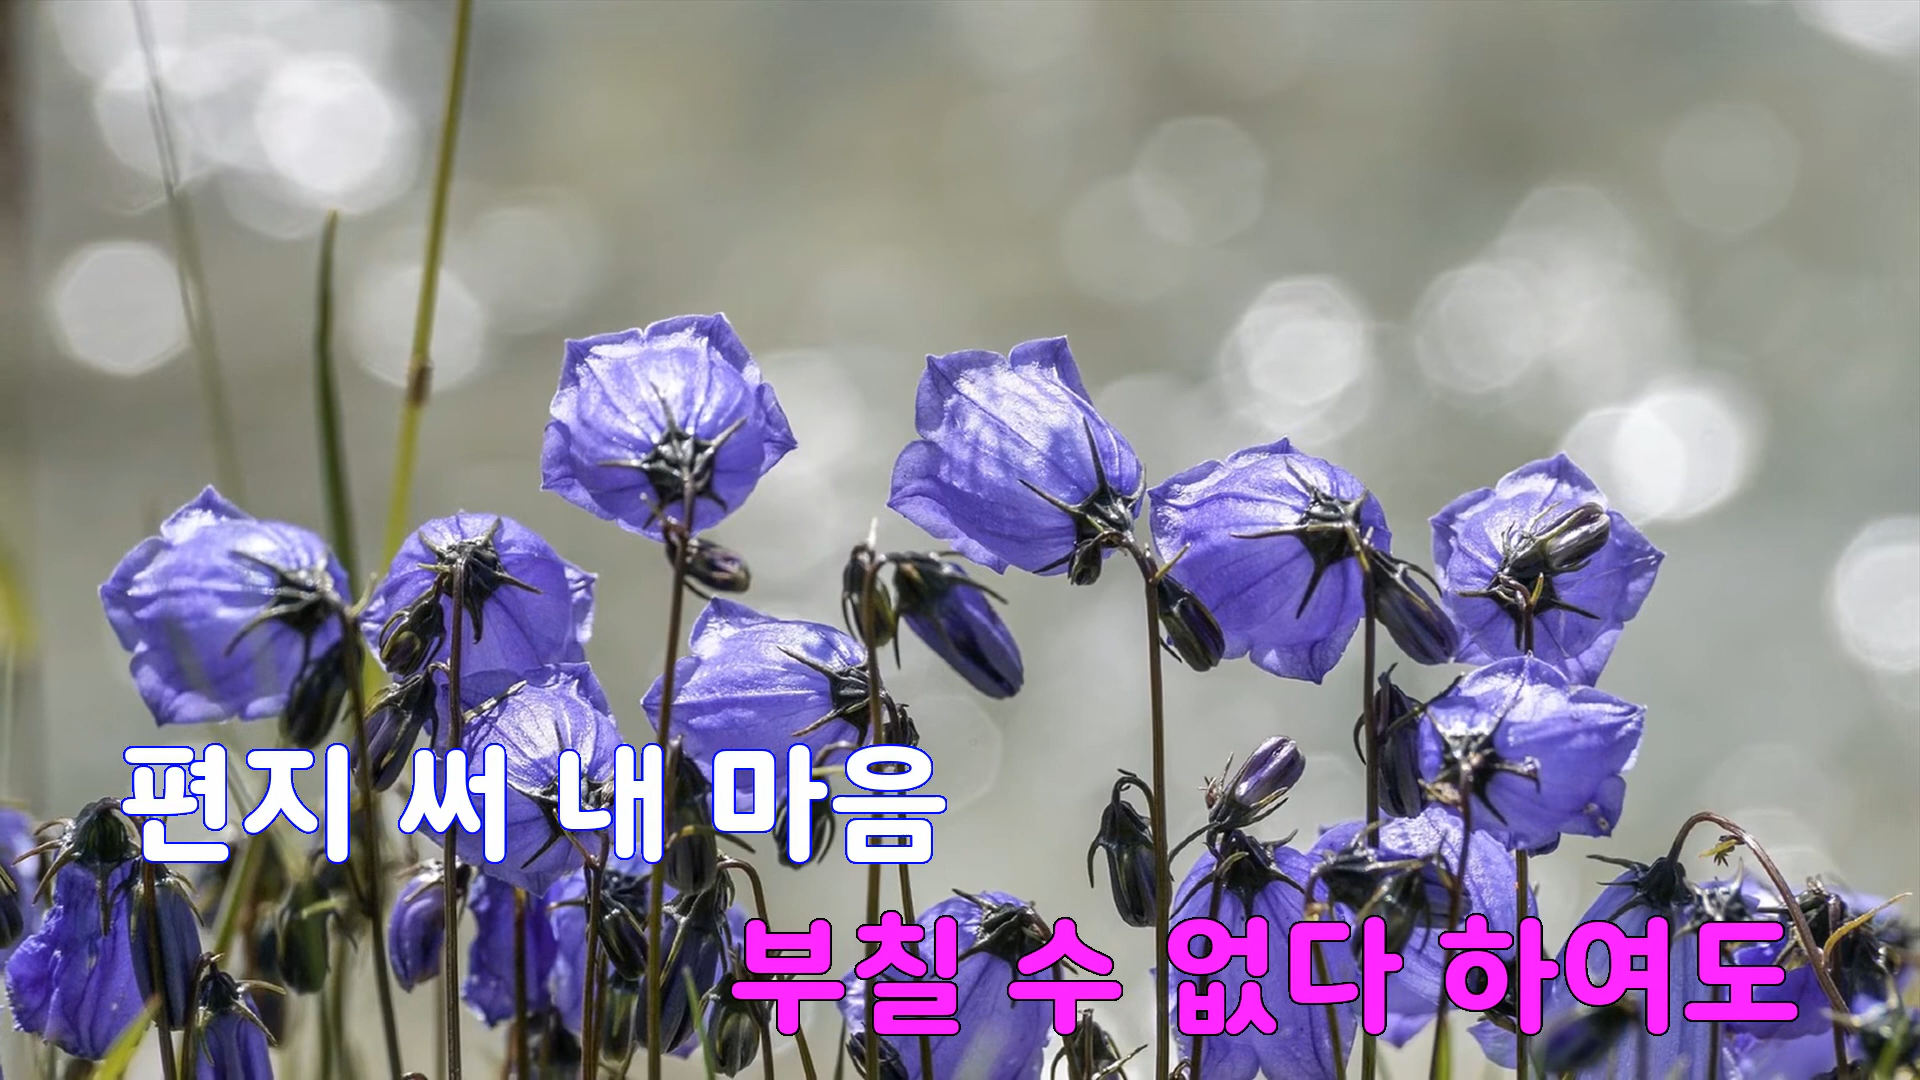 편지 써 내 마음
부칠 수 없다 하여도